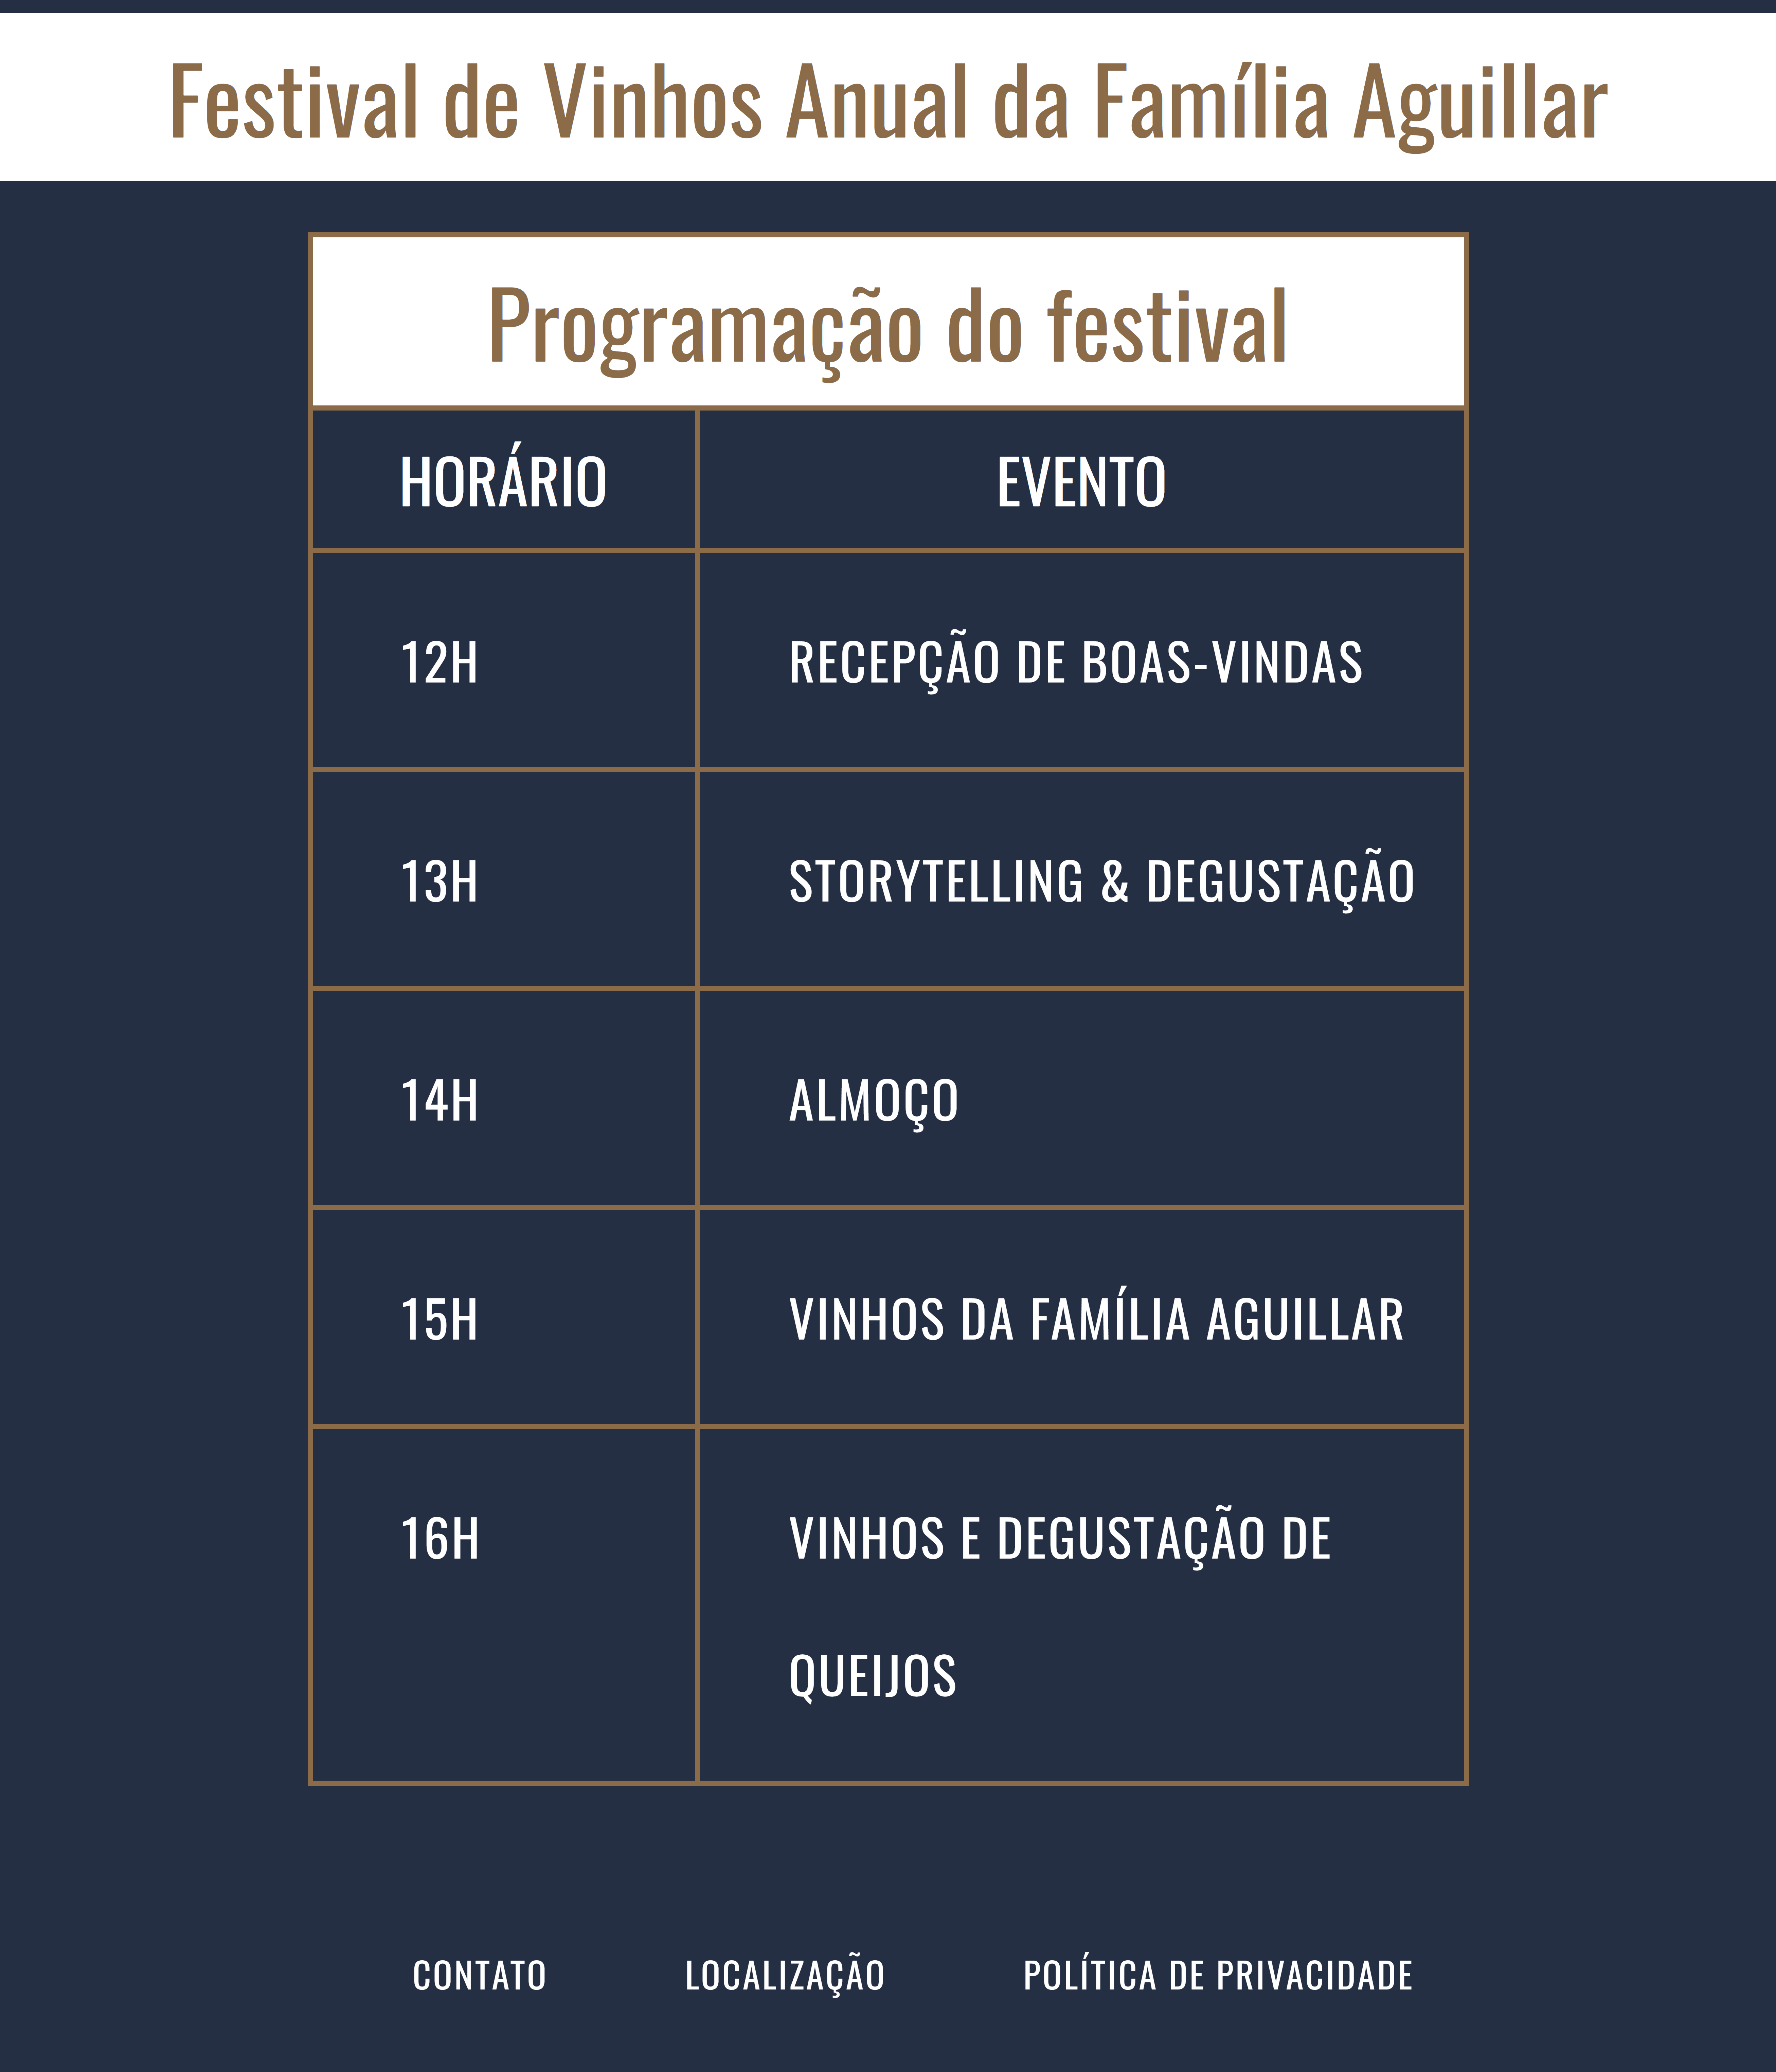 Festival de Vinhos Anual da Família Aguillar
Programação do festival
HORÁRIO EVENTO
12H RECEPÇÃO DE BOAS-VINDAS
13H STORYTELLING & DEGUSTAÇÃO
14H ALMOÇO
15H VINHOS DA FAMÍLIA AGUILLAR
16H VINHOS E DEGUSTAÇÃO DE
QUEIJOS
CONTATO LOCALIZAÇÃO POLÍTICA DE PRIVACIDADE